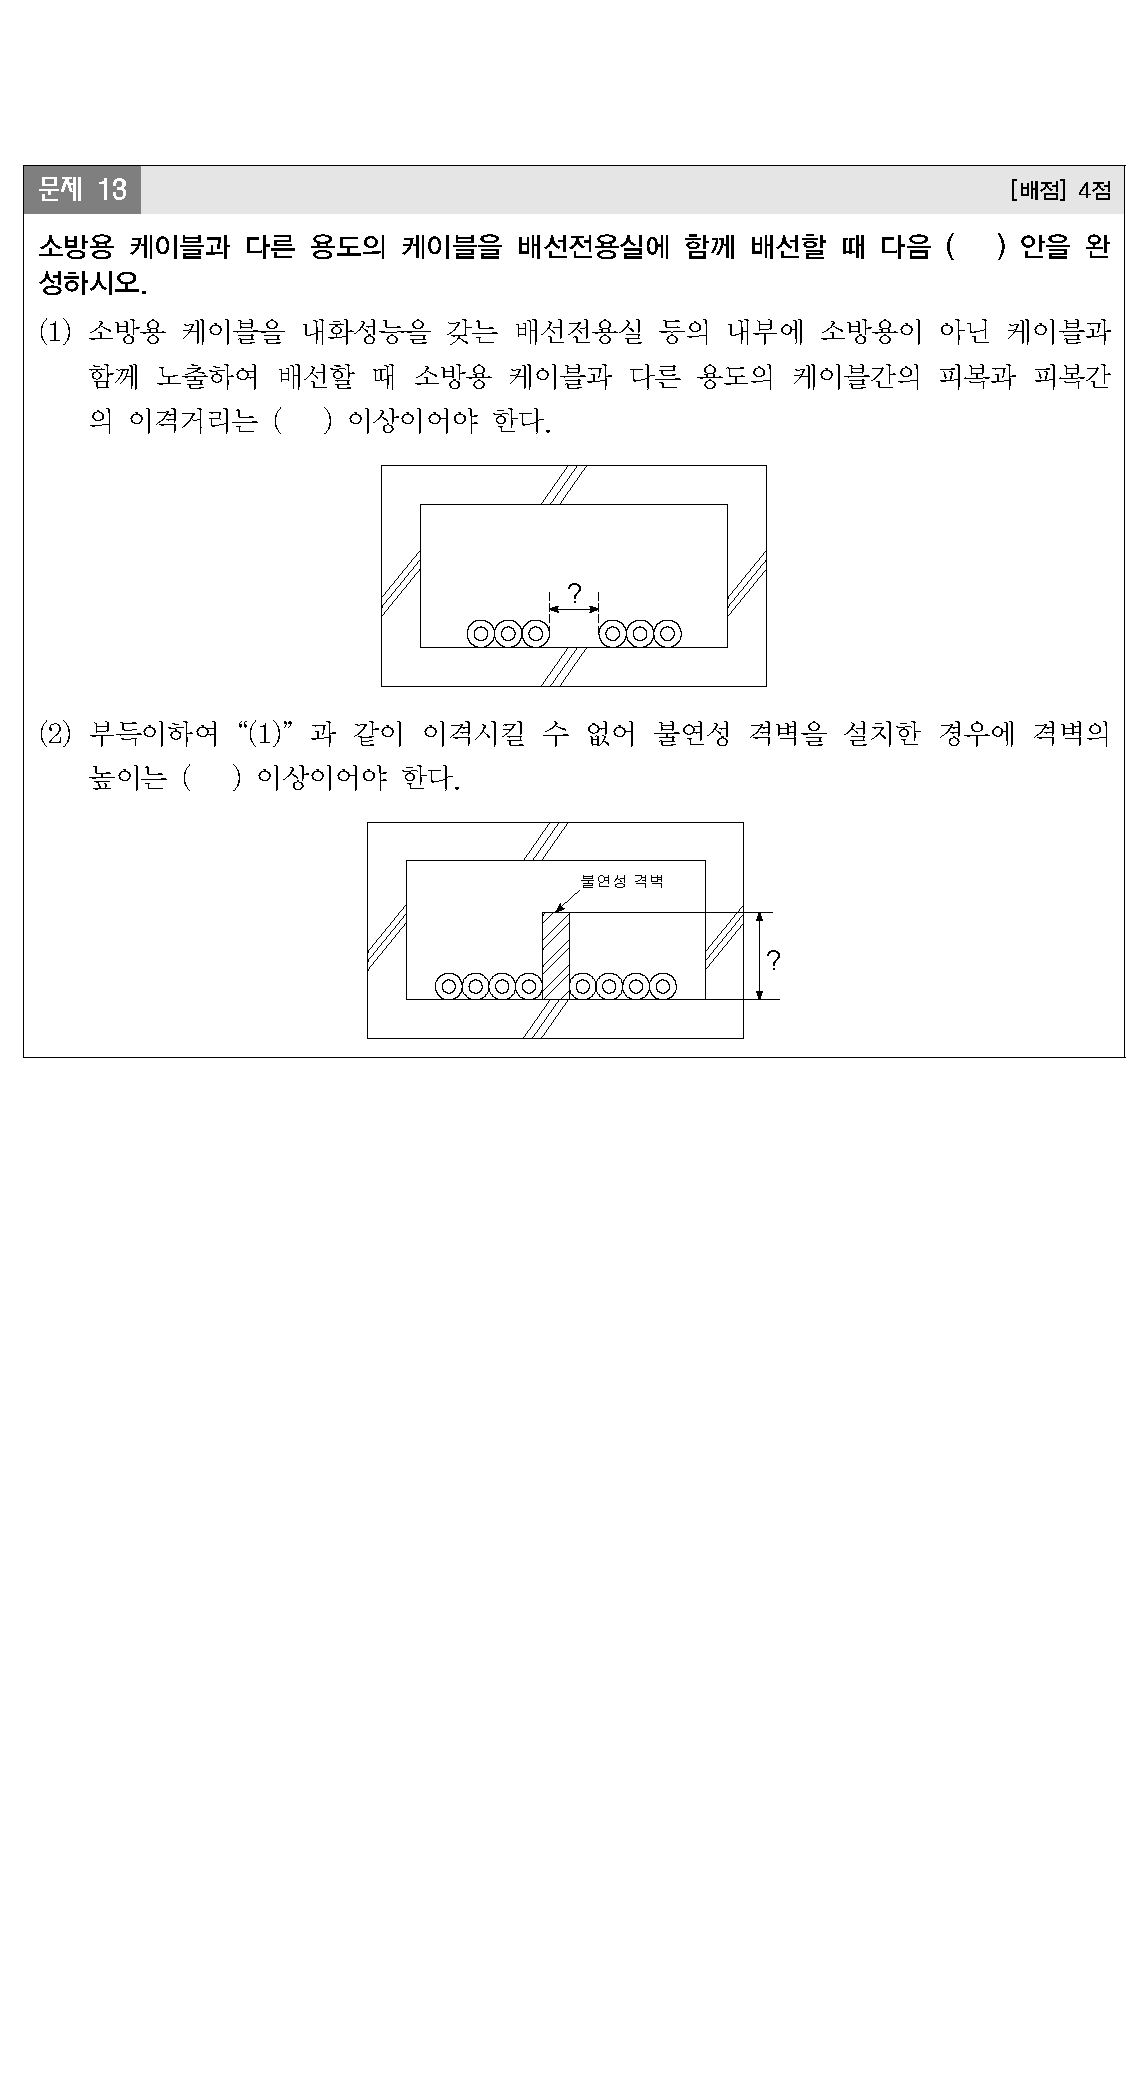 문제 13
[배점] 4점
소방용 케이블과 다른 용도의 케이블을 배선전용실에 함께 배선할 때 다음 (   ) 안을 완
성하시오.
(1) 소방용 케이블을 내화성능을 갖는 배선전용실 등의 내부에 소방용이 아닌 케이블과
함께 노출하여 배선할 때 소방용 케이블과 다른 용도의 케이블간의 피복과 피복간
의 이격거리는 (   ) 이상이어야 한다.
?
(2) 부득이하여 “(1)”과 같이 이격시킬 수 없어 불연성 격벽을 설치한 경우에 격벽의
높이는 (   ) 이상이어야 한다.
불연성 격벽
?